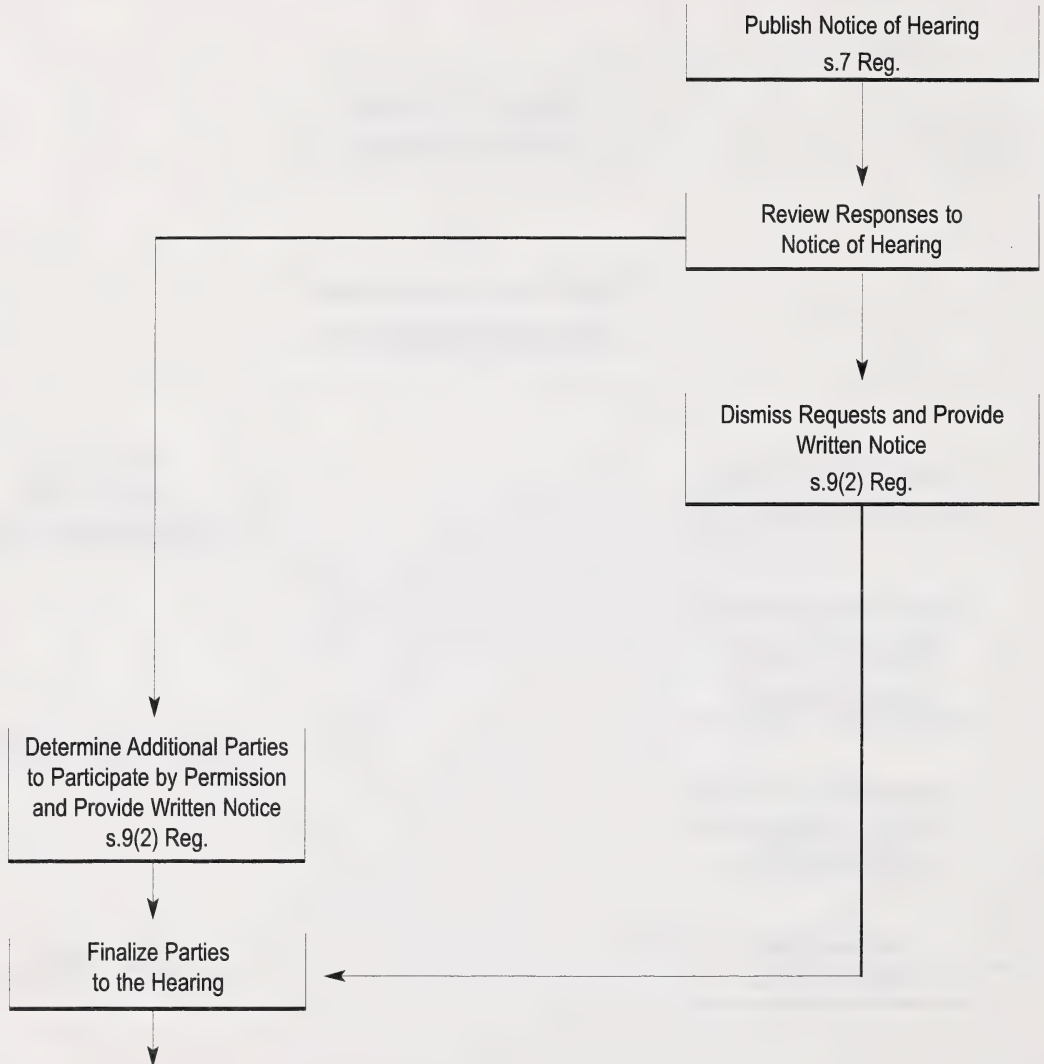 Publish Notice of Hearing
s.7 Reg.
Review Responses to
Notice of Hearing
Dismiss Requests and Provide
Written Notice
s.9(2) Reg.
Determine Additional Parties
to Participate by Permission
and Provide Written Notice
s.9(2) Reg.
Finalize Parties
to the Hearing